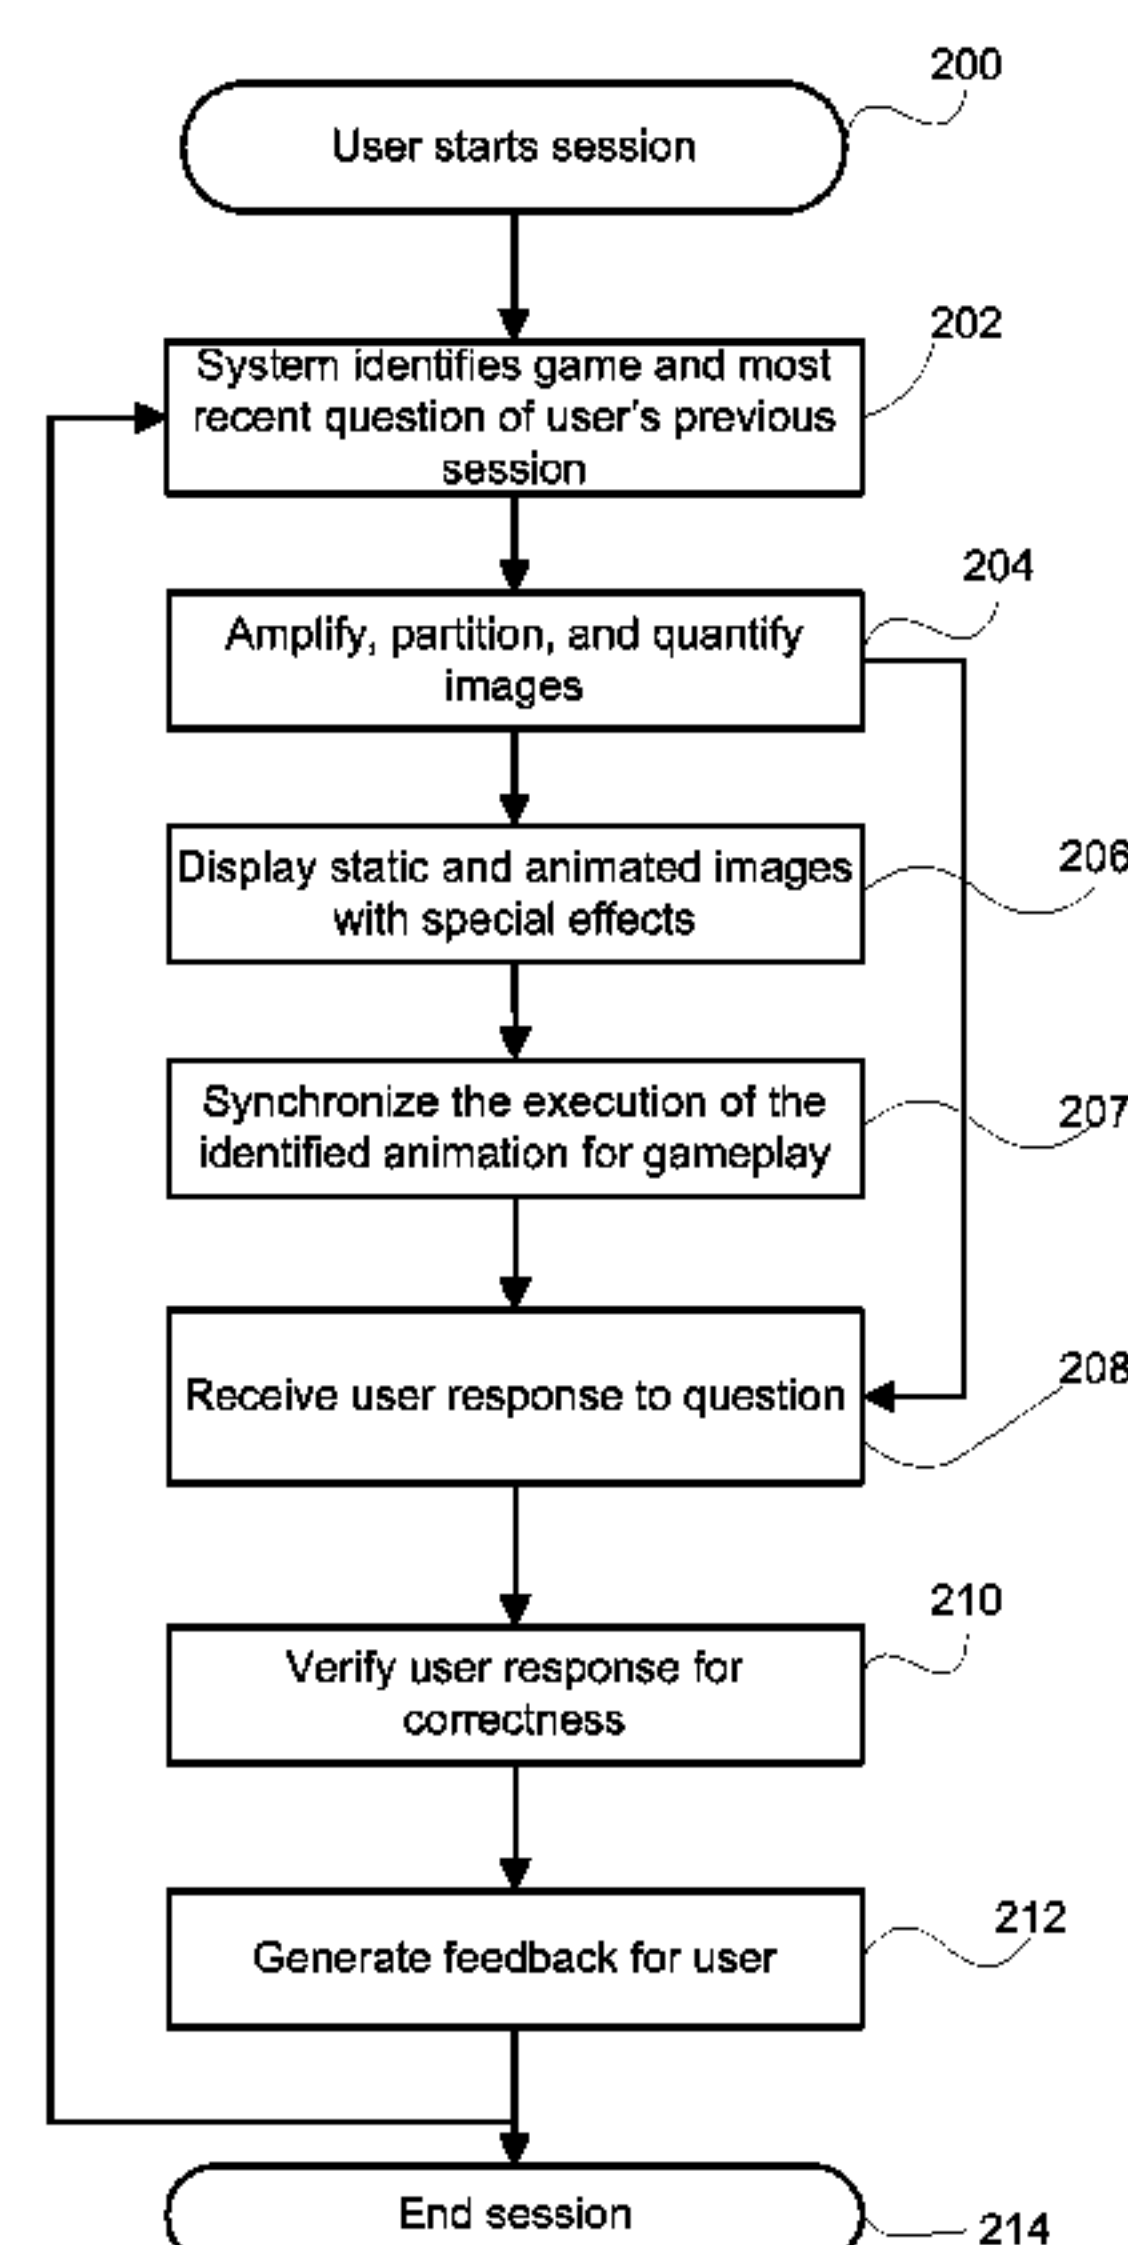 200
User starts session
202
System identifies game and most
recent question of user's previous
session
204
Amplify, partition, and quantify
images
206
Display static and animated images
with special effects
207
Synchronize the execution of the
identified animation for gameplay
208
Receive user response to question
210
Verify user response for
correctness
212
Generate feedback for user
End session
214